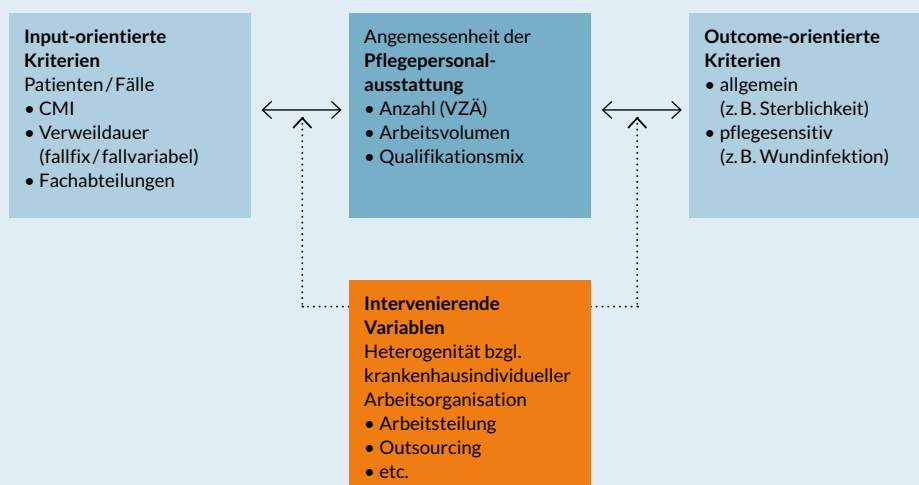 Input-orientierte
Kriterien
Patienten / Fälle
• CMI
• Verweildauer
(fallfix / fallvariabel)
• Fachabteilungen
Angemessenheit der
Pflegepersonal-
ausstattung
• Anzahl (VZÄ)
• Arbeitsvolumen
• Qualifikationsmix
Outcome-orientierte
Kriterien
• allgemein
(z. B. Sterblichkeit)
• pflegesensitiv
(z. B. Wundinfektion)
Intervenierende
Variablen
Heterogenität bzgl.
krankenhausindividueller
Arbeitsorganisation
• Arbeitsteilung
• Outsourcing
• etc.